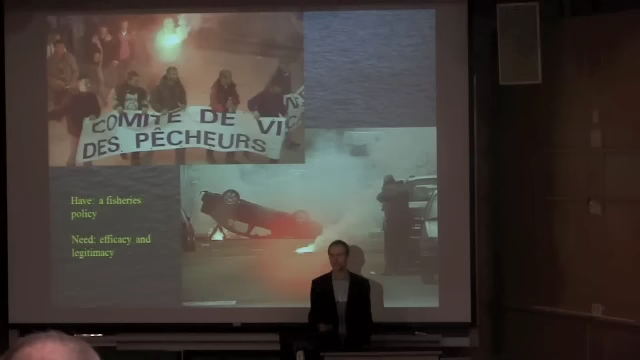 COMITE DE VI
DES PÊCHEURS
Have: a fisheries
policy
Need: efficacy and
legitimacy